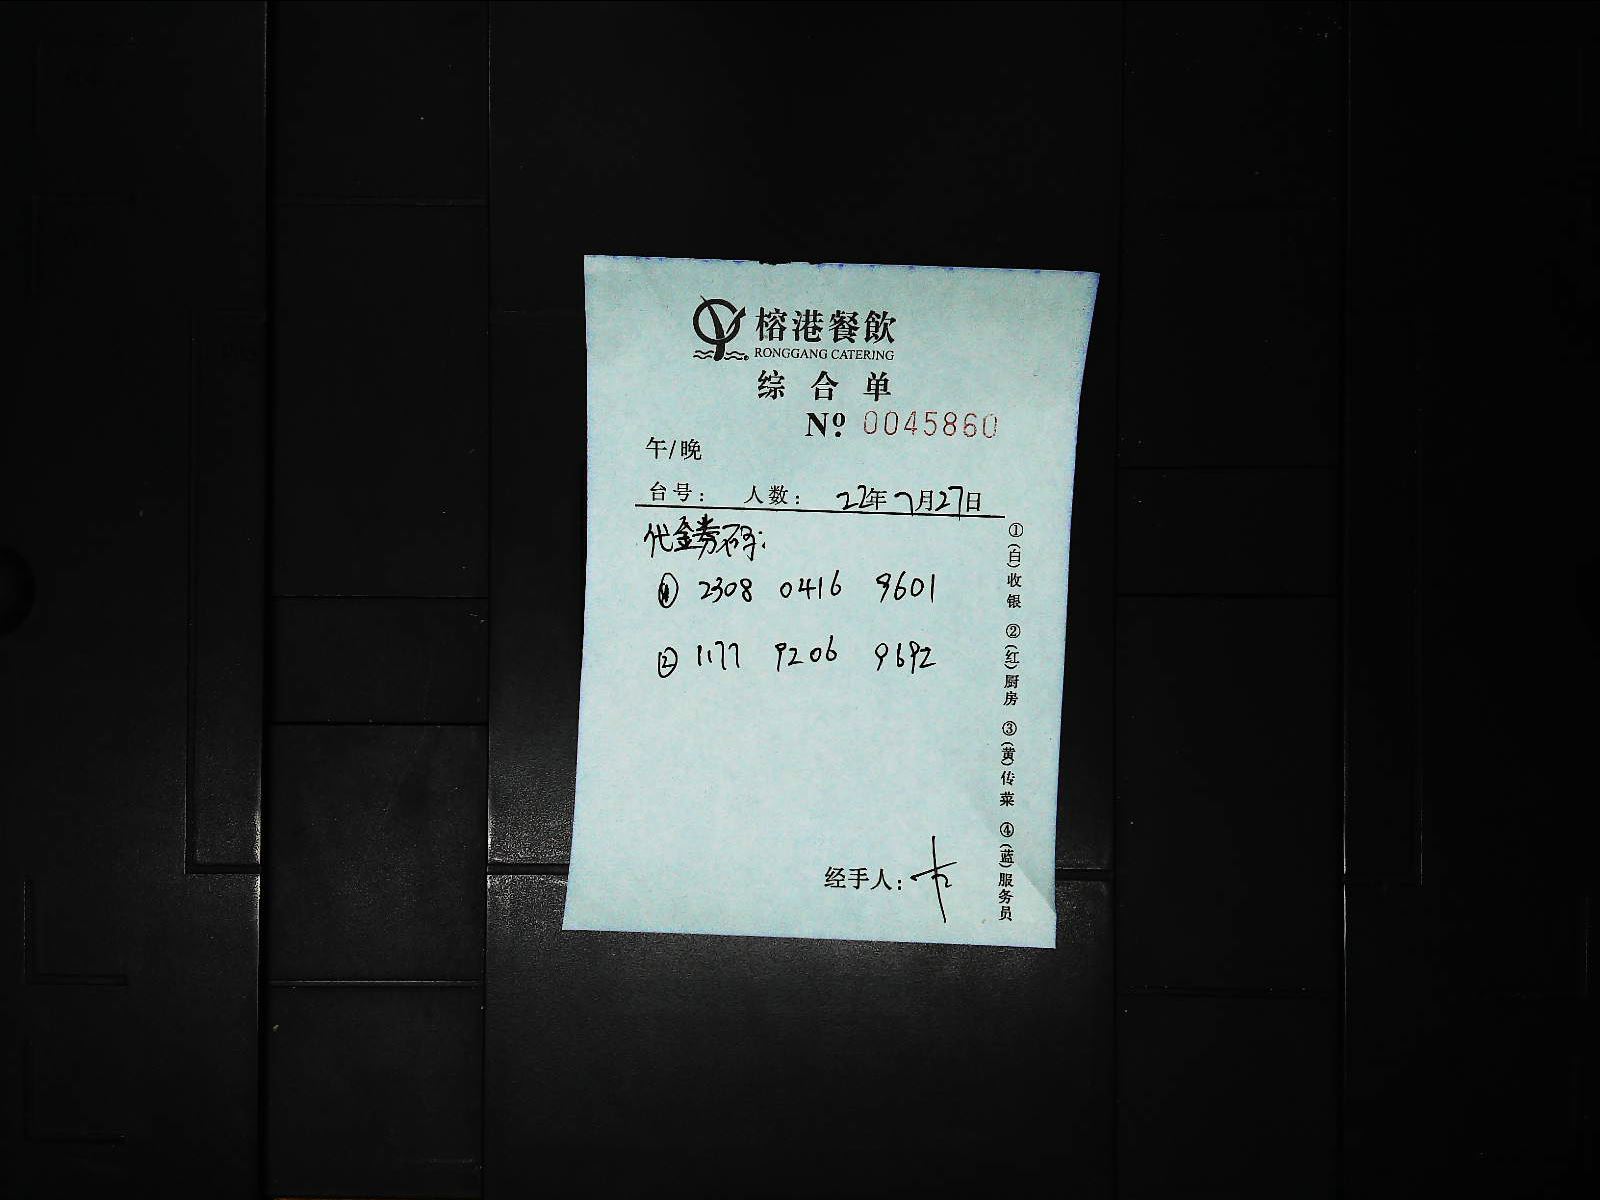 榕港餐飲
RONGGANG CATERING
综合单
Nº 0045860
午/晚
台号: 人数: 22年7月27日
代金券码:
① 2308 0416 9601
② 1177 9206 9692
经手人:
①(白)收银 ②(红)厨房 ③(黄)传菜 ④(蓝)服务员